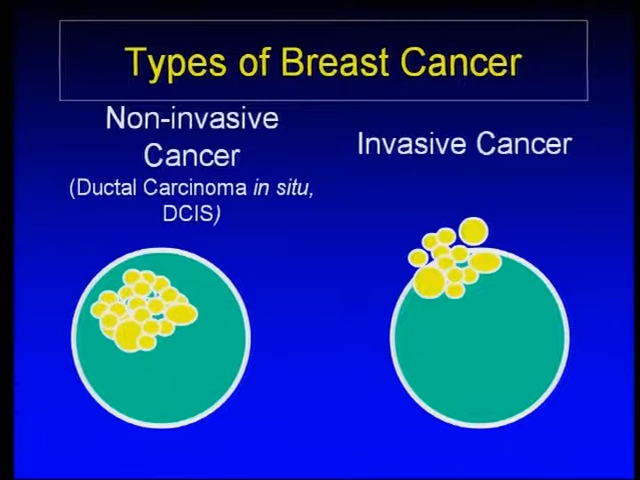 Types of Breast Cancer
Non-invasive
Cancer
(Ductal Carcinoma in situ,
DCIS)
Invasive Cancer